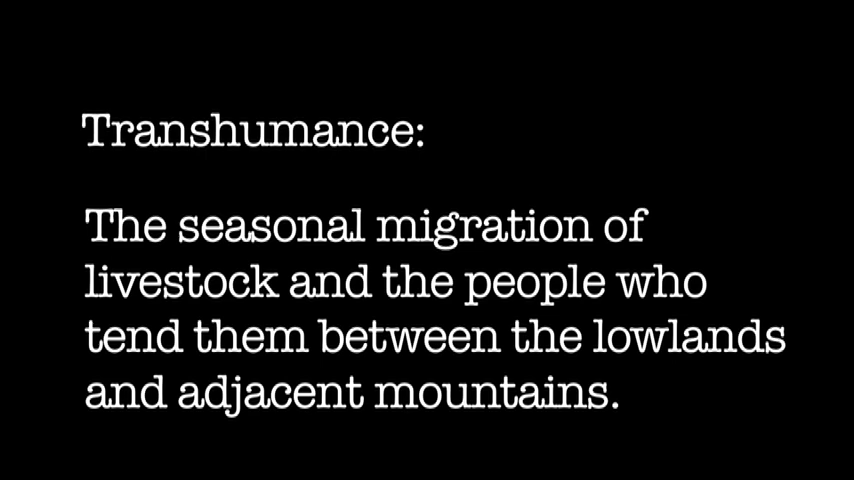 Transhumance:
The seasonal migration of
livestock and the people who
tend them between the lowlands
and adjacent mountains.